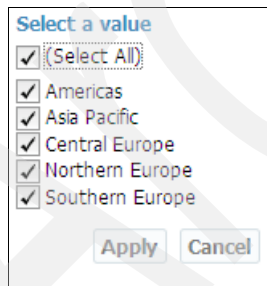 Select a value
(Select All)
Americas
Asia Pacific
Central Europe
Northern Europe
Southern Europe
Apply Cancel